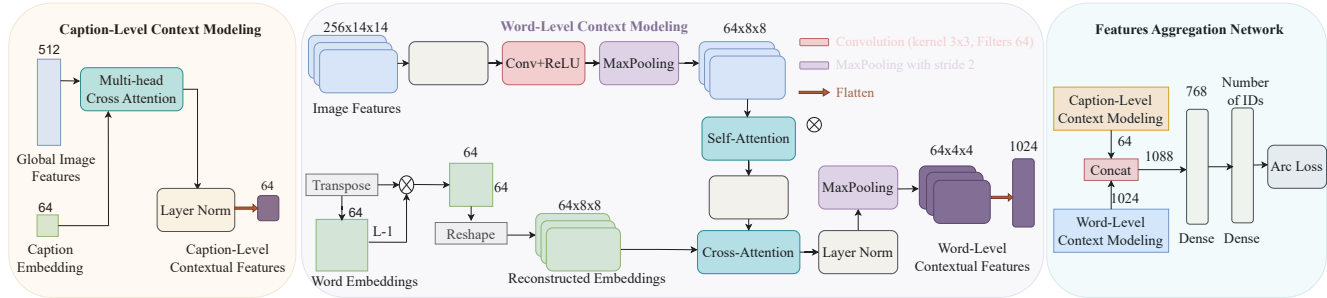 Caption-Level Context Modeling
512
Multi-head
Cross Attention
Global Image
Features
64
Caption
Embedding
Layer Norm
64
Caption-Level
Contextual Features
Word-Level Context Modeling
256x14x14
Image Features
Conv+ReLU
MaxPooling
64x8x8
Convolution (kernel 3x3, Filters 64)
MaxPooling with stride 2
Flatten
Self-Attention
Transpose
64
L-1
Word Embeddings
64
64
Reshape
64x8x8
Reconstructed Embeddings
Cross-Attention
Layer Norm
MaxPooling
64x4x4
1024
Word-Level
Contextual Features
Features Aggregation Network
Caption-Level
Context Modeling
64
Concat
1024
Word-Level
Context Modeling
1088
768
Dense
Number
of IDs
Dense
Arc Loss